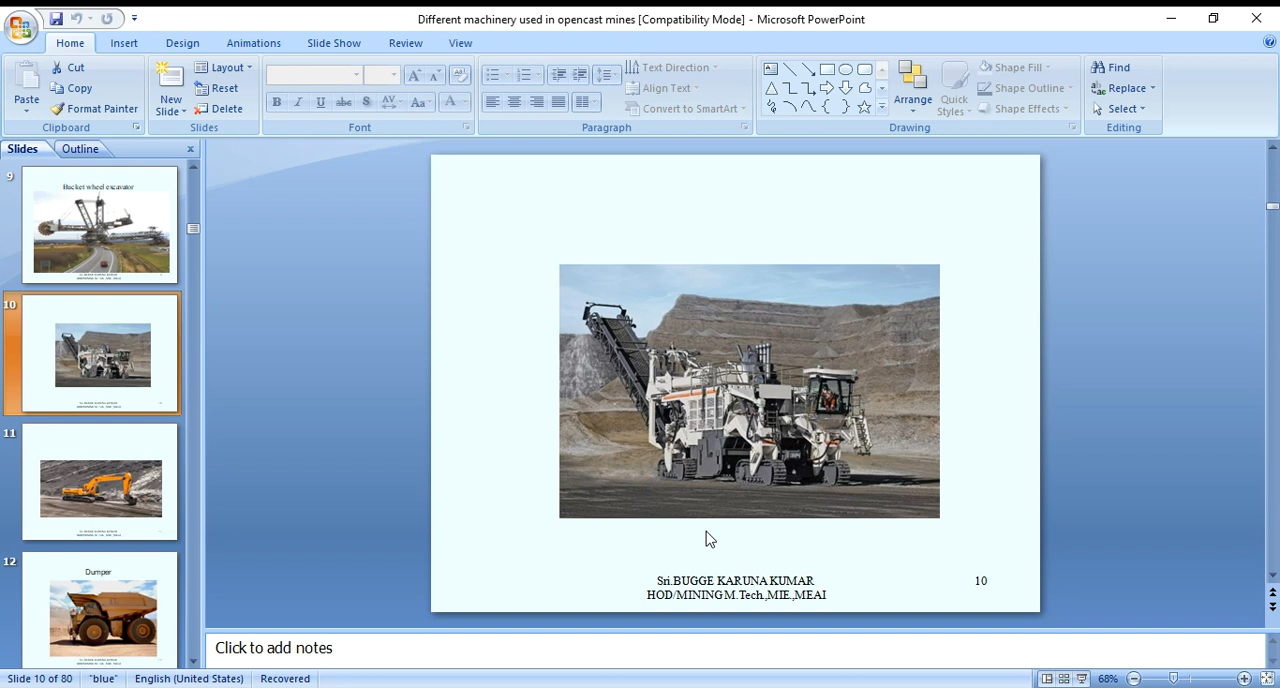 Different machinery used in opencast mines [Compatibility Mode] - Microsoft PowerPoint
Home Insert Design Animations Slide Show Review View
Paste
Cut
Copy
Format Painter
Clipboard
New Slide
Layout
Reset
Delete
Slides
B I U abc S AV Aa A
Font
Text Direction
Align Text
Convert to SmartArt
Paragraph
Arrange
Quick Styles
Shape Fill
Shape Outline
Shape Effects
Drawing
Find
Replace
Select
Editing
Slides Outline
9
Bucket wheel excavator
10
11
12
Dumper
Sri.BUGGE KARUNA KUMAR
HOD/MINING M.Tech.,MIE.,MEAI
10
Click to add notes
Slide 10 of 80 "blue" English (United States) Recovered 68%